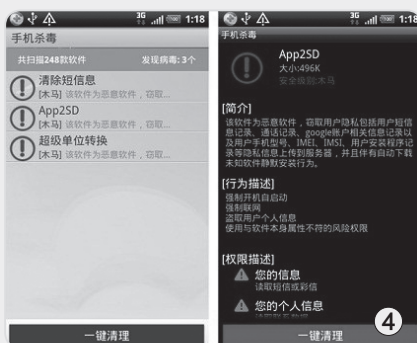 3G 1:18
手机杀毒
共扫描248款软件 发现病毒: 3个
清除短信息
[木马] 该软件为恶意软件，窃取...
App2SD
[木马] 该软件为恶意软件，窃取...
超级单位转换
[木马] 该软件为恶意软件，窃取...
一键清理
3G 1:18
手机杀毒
App2SD
大小:496K
安全级别:木马
[简介]
该软件为恶意软件，窃取用户隐私包括用户短信
息记录、通话记录、google账户相关信息记录以
及用户手机型号、IMEI、IMSI、用户安装程序记
录等隐私信息上传到服务器，并且伴有自动下载
未知软件静默安装行为。
[行为描述]
强制开机自启动
强制联网
盗取用户个人信息
使用与软件本身属性不符的风险权限
[权限描述]
您的信息
读取短信或彩信
您的个人信息
一键清理
4